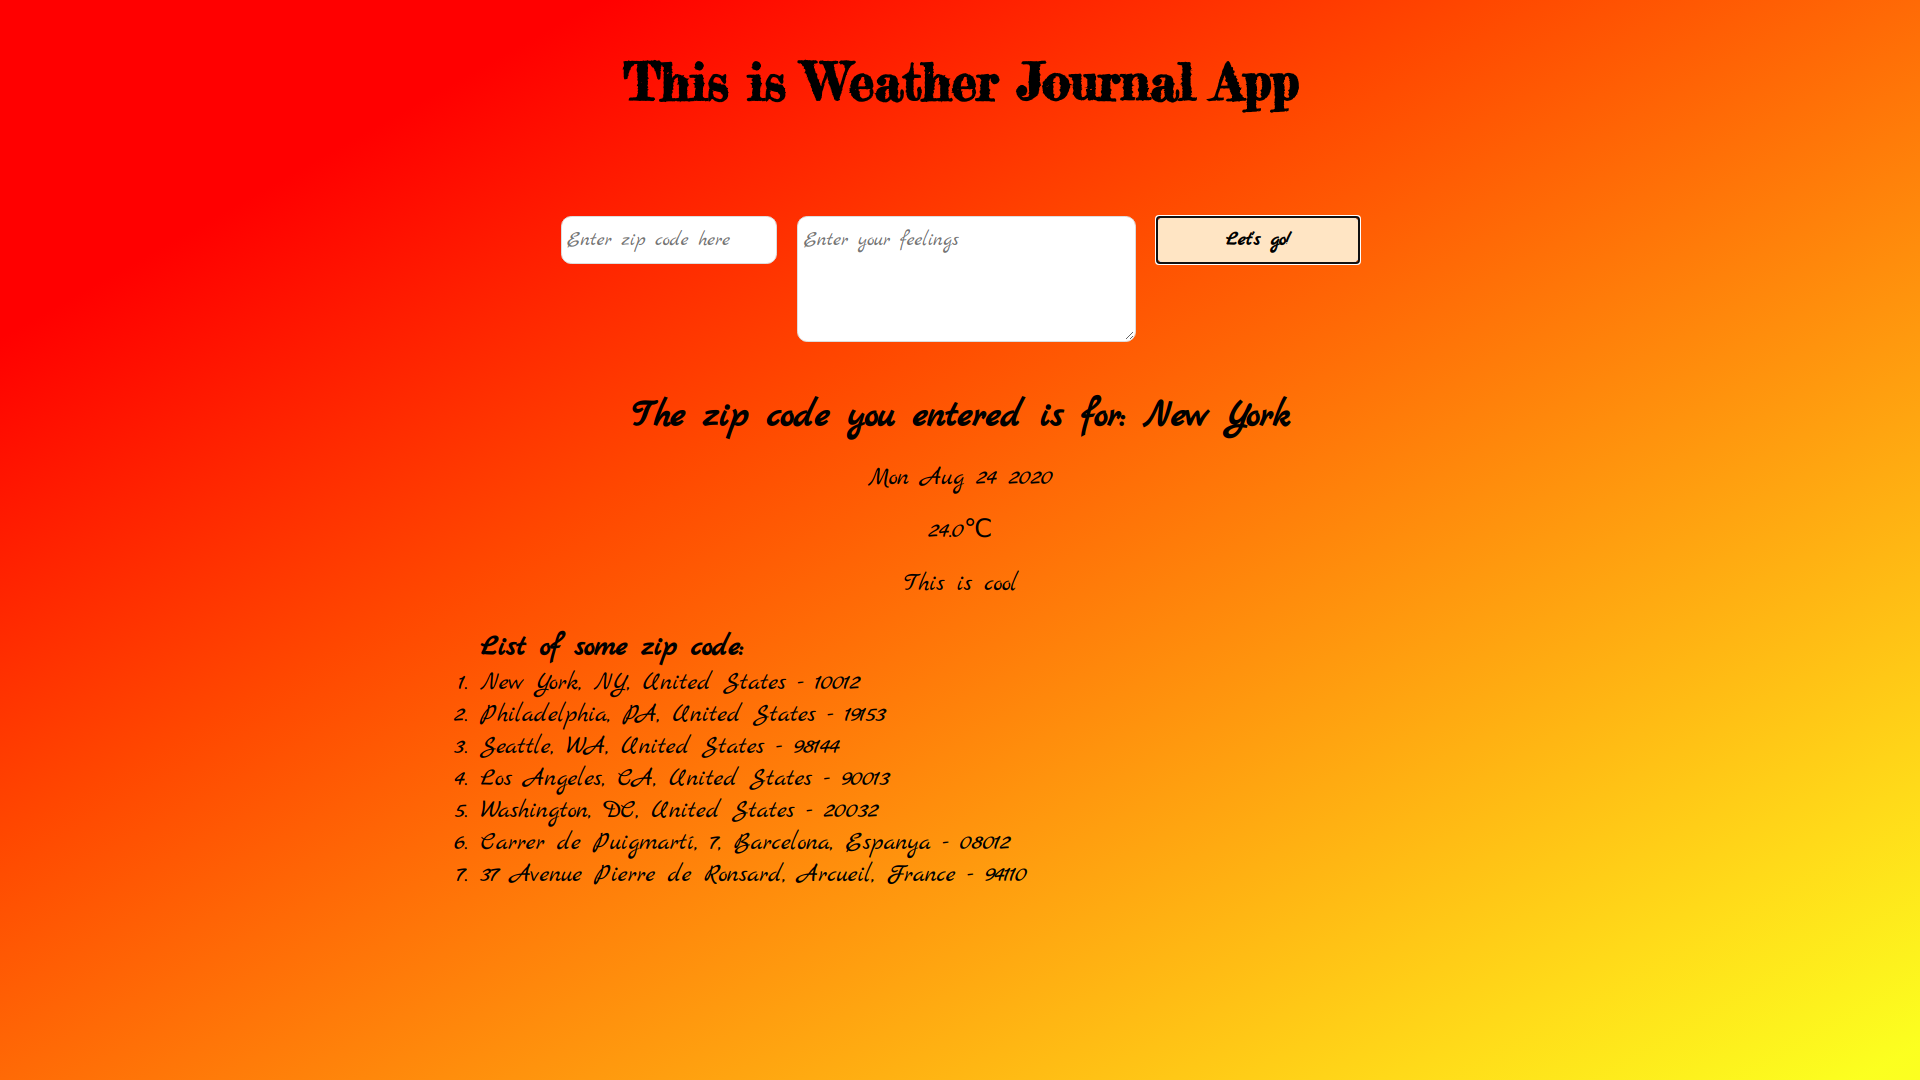 This is Weather Journal App
Enter zip code here
Enter your feelings
Let's go!
The zip code you entered is for: New York
Mon Aug 24 2020
24.0℃
This is cool
List of some zip code:
1. New York, NY, United States - 10012
2. Philadelphia, PA, United States - 19153
3. Seattle, WA, United States - 98144
4. Los Angeles, CA, United States - 90013
5. Washington, DC, United States - 20032
6. Carrer de Puigmartí, 7, Barcelona, Espanya - 08012
7. 37 Avenue Pierre de Ronsard, Arcueil, France - 94110